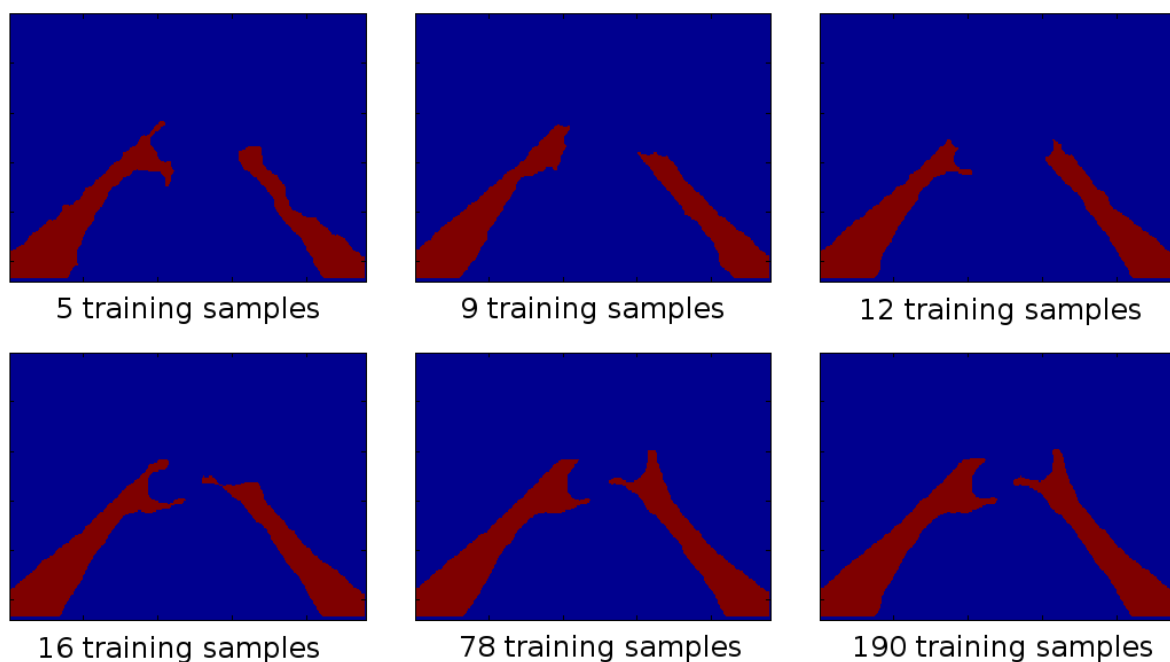 5 training samples
9 training samples
12 training samples
16 training samples
78 training samples
190 training samples